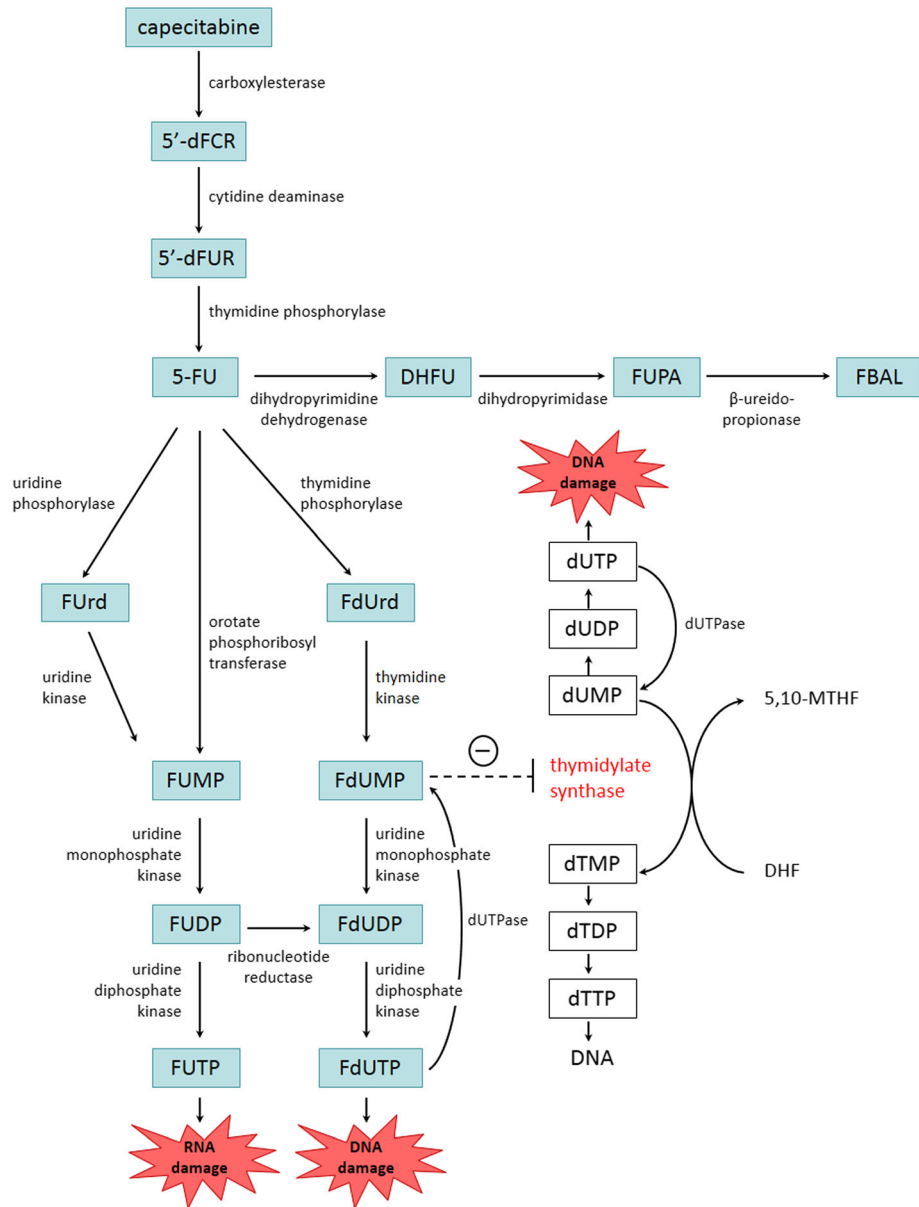 capecitabine
carboxylesterase
5’-dFCR
cytidine deaminase
5’-dFUR
thymidine phosphorylase
5-FU
dihydropyrimidine
dehydrogenase
DHFU
dihydropyrimidase
FUPA
β-ureido-
propionase
FBAL
uridine
phosphorylase
thymidine
phosphorylase
FUrd
orotate
phosphoribosyl
transferase
FdUrd
uridine
kinase
thymidine
kinase
DNA
damage
dUTP
dUDP
dUTPase
dUMP
5,10-MTHF
FUMP
FdUMP
−
thymidylate
synthase
uridine
monophosphate
kinase
uridine
monophosphate
kinase
dTMP
DHF
FUDP
ribonucleotide
reductase
FdUDP
dUTPase
dTDP
uridine
diphosphate
kinase
uridine
diphosphate
kinase
dTTP
DNA
FUTP
FdUTP
RNA
damage
DNA
damage